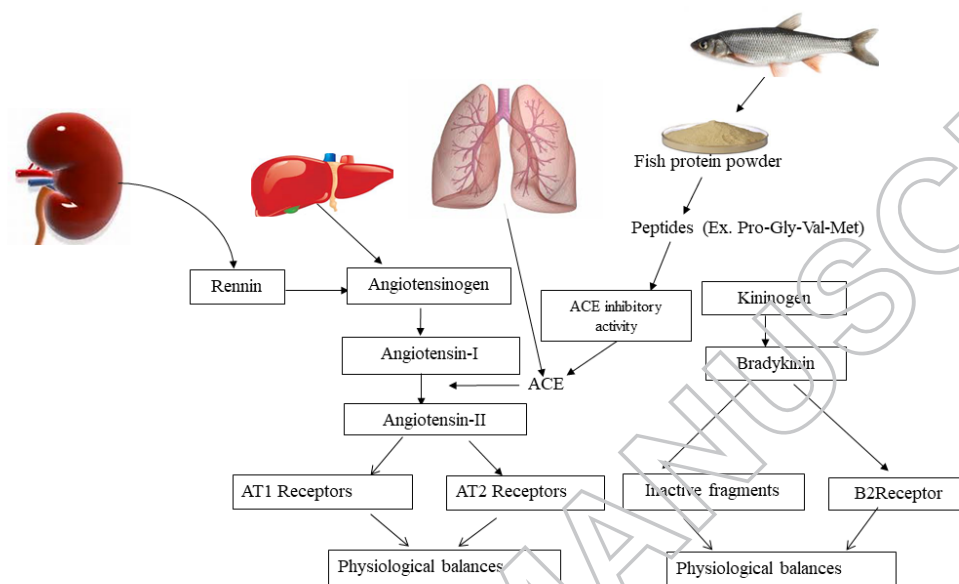 Fish protein powder
Peptides (Ex. Pro-Gly-Val-Met)
Rennin
Angiotensinogen
ACE inhibitory
activity
Kininogen
Angiotensin-I
Bradykinin
ACE
Angiotensin-II
AT1 Receptors
AT2 Receptors
Inactive fragments
B2Receptor
Physiological balances
Physiological balances
MANUSC